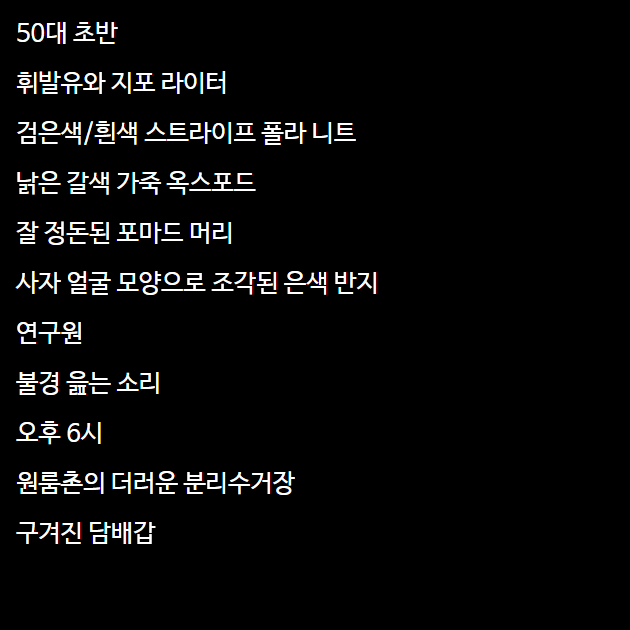 50대 초반
휘발유와 지포 라이터
검은색/흰색 스트라이프 폴라 니트
낡은 갈색 가죽 옥스포드
잘 정돈된 포마드 머리
사자 얼굴 모양으로 조각된 은색 반지
연구원
불경 읊는 소리
오후 6시
원룸촌의 더러운 분리수거장
구겨진 담배갑